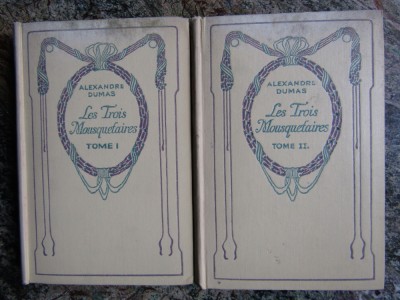 ALEXANDRE
DUMAS
Les Trois
Mousquetaires
TOME I
ALEXANDRE
DUMAS
Les Trois
Mousquetaires
TOME II.